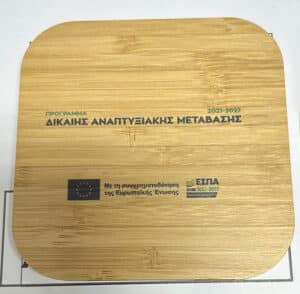 ΠΡΟΓΡΑΜΜΑ 2021-2027
ΔΙΚΑΙΗΣ ΑΝΑΠΤΥΞΙΑΚΗΣ ΜΕΤΑΒΑΣΗΣ
Με τη συγχρηματοδότηση
της Ευρωπαϊκής Ένωσης
ΕΣΠΑ
2021-2027